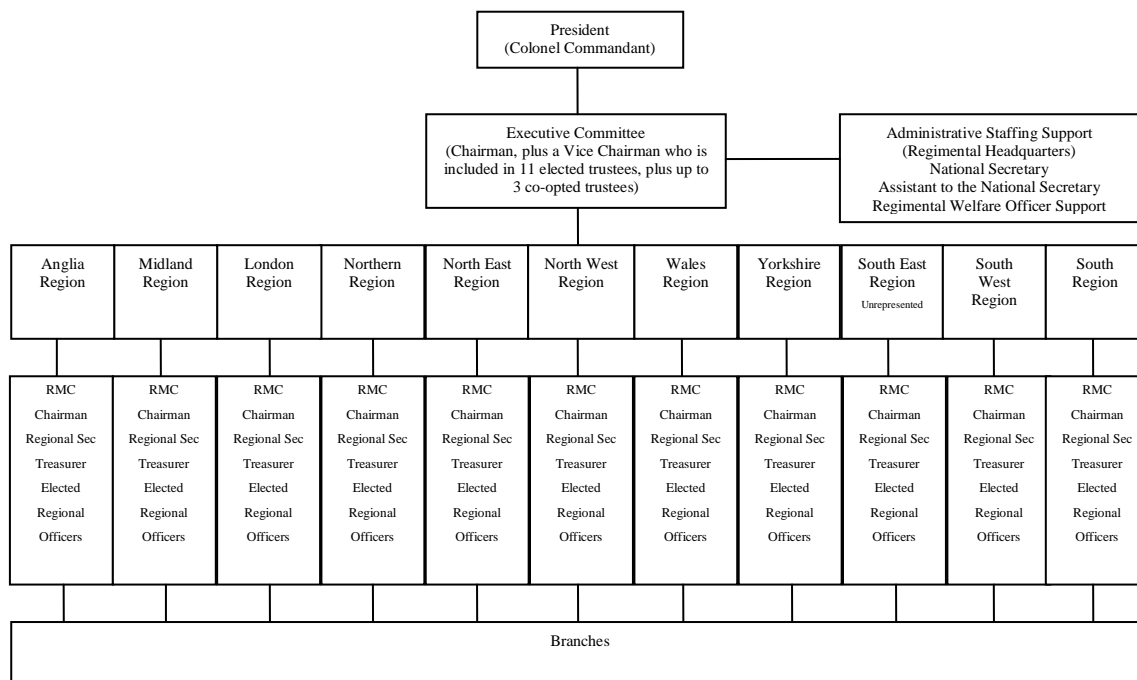 President
(Colonel Commandant)
Executive Committee
(Chairman, plus a Vice Chairman who is
included in 11 elected trustees, plus up to
3 co-opted trustees)
Administrative Staffing Support
(Regimental Headquarters)
National Secretary
Assistant to the National Secretary
Regimental Welfare Officer Support
Anglia
Region
Midland
Region
London
Region
Northern
Region
North East
Region
North West
Region
Wales
Region
Yorkshire
Region
South East
Region
Unrepresented
South
West
Region
South
Region
RMC
Chairman
Regional Sec
Treasurer
Elected
Regional
Officers
RMC
Chairman
Regional Sec
Treasurer
Elected
Regional
Officers
RMC
Chairman
Regional Sec
Treasurer
Elected
Regional
Officers
RMC
Chairman
Regional Sec
Treasurer
Elected
Regional
Officers
RMC
Chairman
Regional Sec
Treasurer
Elected
Regional
Officers
RMC
Chairman
Regional Sec
Treasurer
Elected
Regional
Officers
RMC
Chairman
Regional Sec
Treasurer
Elected
Regional
Officers
RMC
Chairman
Regional Sec
Treasurer
Elected
Regional
Officers
RMC
Chairman
Regional Sec
Treasurer
Elected
Regional
Officers
RMC
Chairman
Regional Sec
Treasurer
Elected
Regional
Officers
RMC
Chairman
Regional Sec
Treasurer
Elected
Regional
Officers
Branches